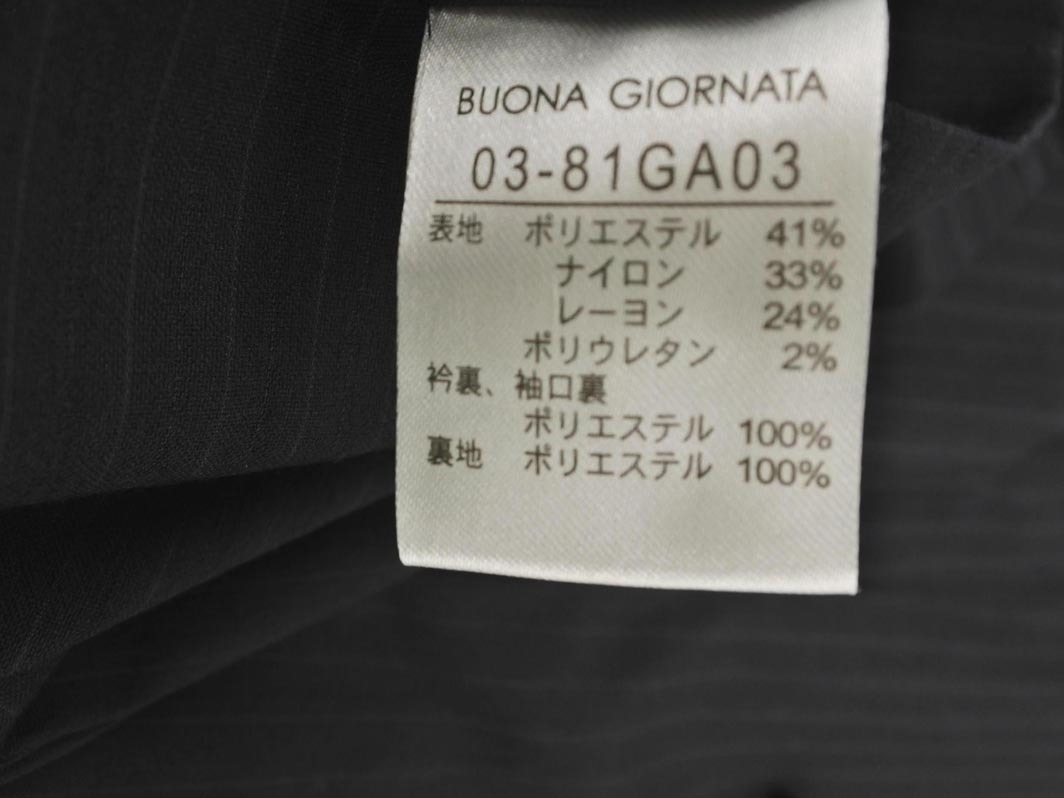 BUONA GIORNATA
03-81GA03
表地 ポリエステル 41%
ナイロン 33%
レーヨン 24%
ポリウレタン 2%
衿裏、袖口裏
ポリエステル 100%
裏地 ポリエステル 100%